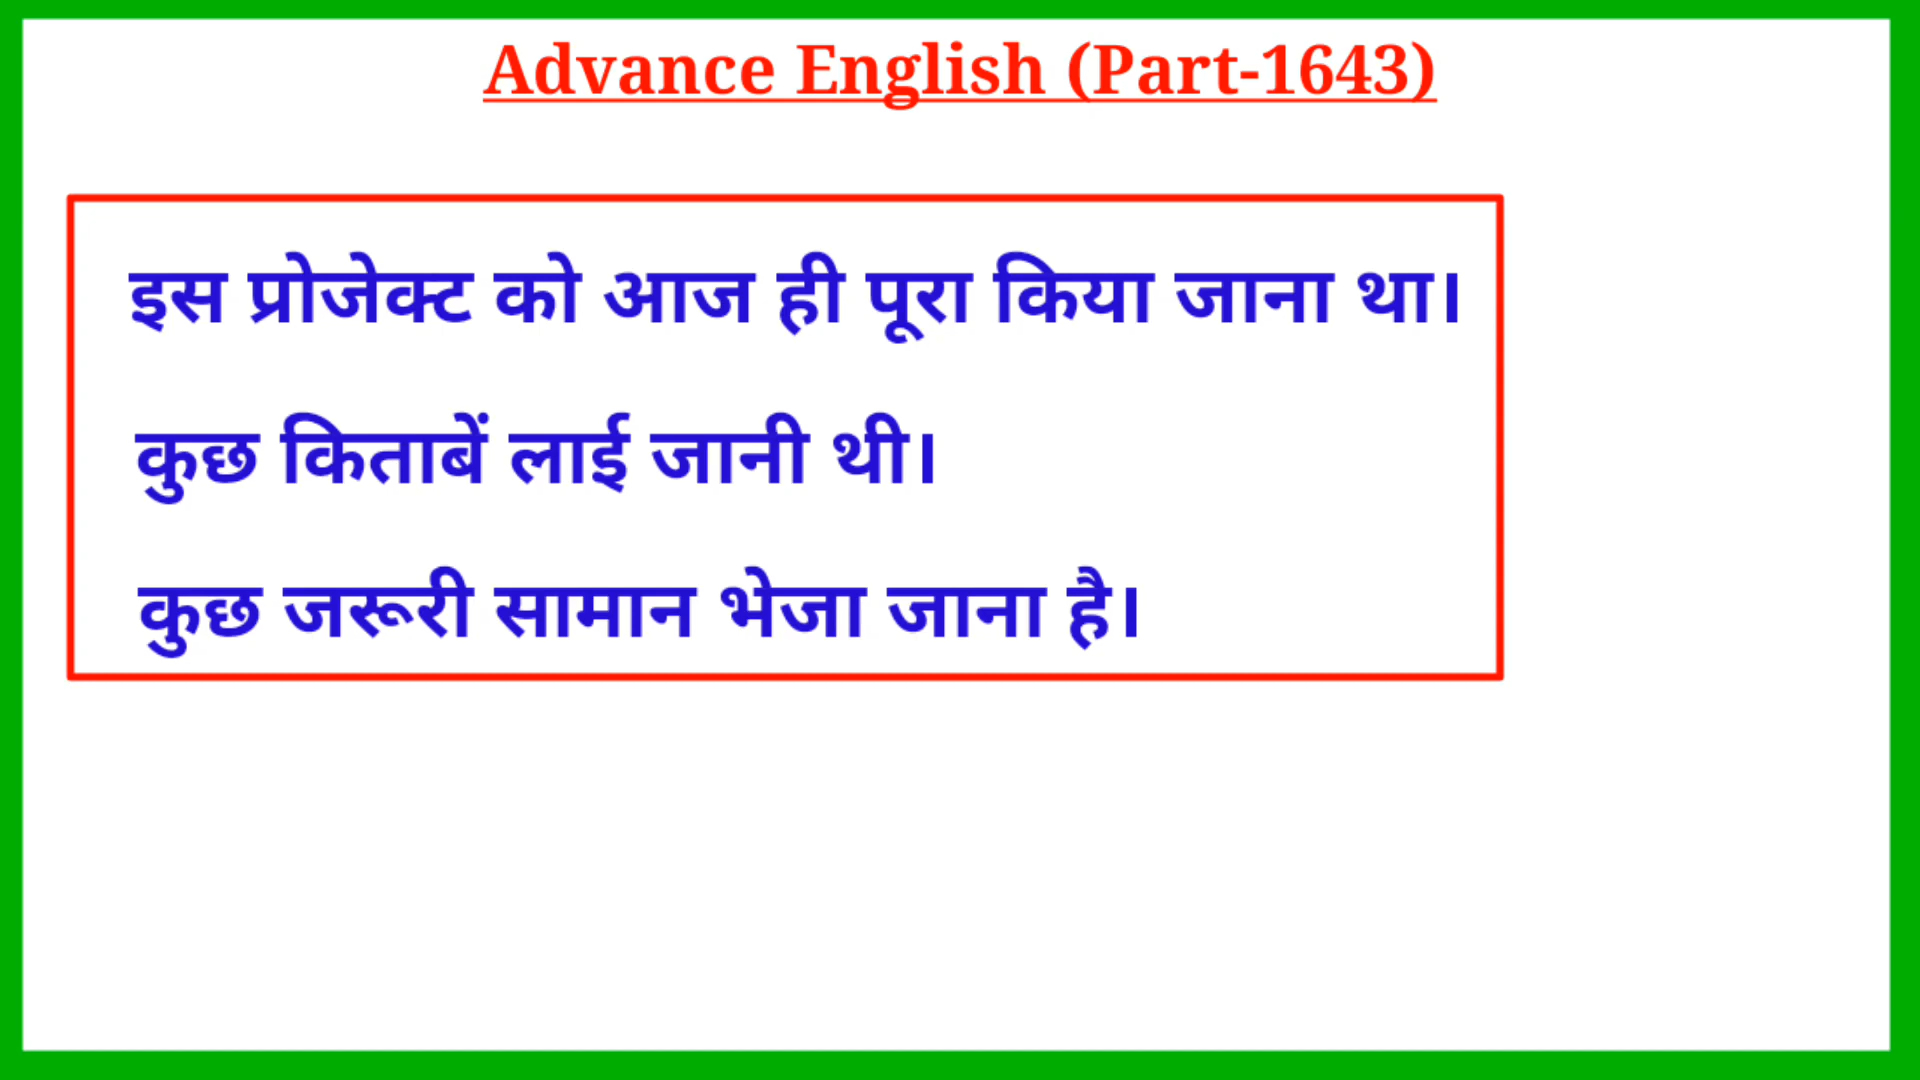 Advance English (Part-1643)
इस प्रोजेक्ट को आज ही पूरा किया जाना था।
कुछ किताबें लाई जानी थी।
कुछ जरूरी सामान भेजा जाना है।